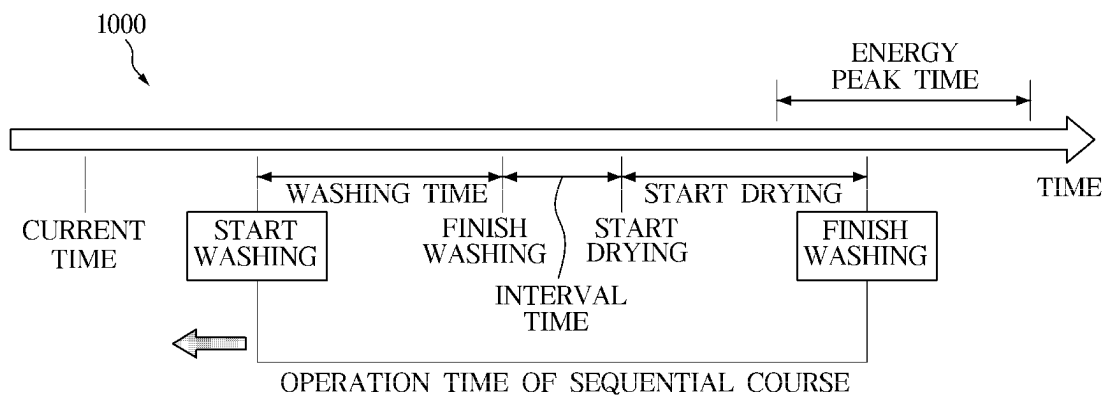 1000
ENERGY
PEAK TIME
TIME
WASHING TIME
START DRYING
CURRENT
TIME
START
WASHING
FINISH
WASHING
START
DRYING
FINISH
WASHING
INTERVAL
TIME
OPERATION TIME OF SEQUENTIAL COURSE